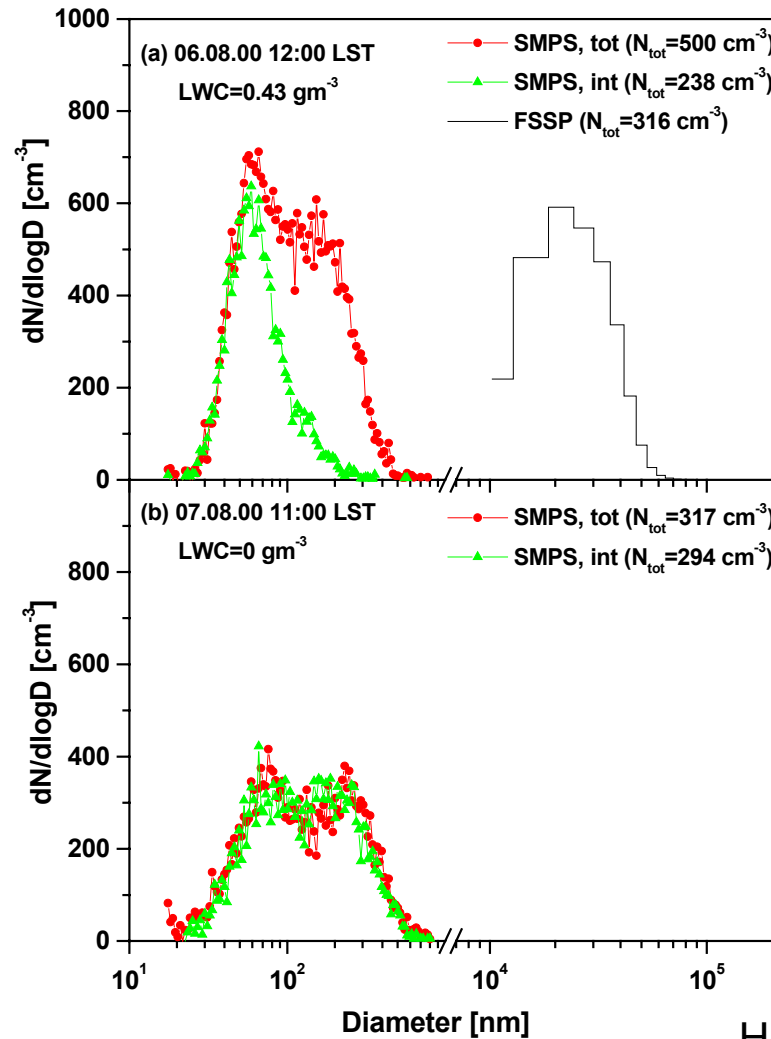 1000
800
600
400
200
0
dN/dlogD [cm⁻³]
(a) 06.08.00 12:00 LST
LWC=0.43 gm⁻³
SMPS, tot (Nₜₒₜ=500 cm⁻³)
SMPS, int (Nₜₒₜ=238 cm⁻³)
FSSP (Nₜₒₜ=316 cm⁻³)
800
600
400
200
0
dN/dlogD [cm⁻³]
(b) 07.08.00 11:00 LST
LWC=0 gm⁻³
SMPS, tot (Nₜₒₜ=317 cm⁻³)
SMPS, int (Nₜₒₜ=294 cm⁻³)
10¹ 10² 10⁴ 10⁵
Diameter [nm]